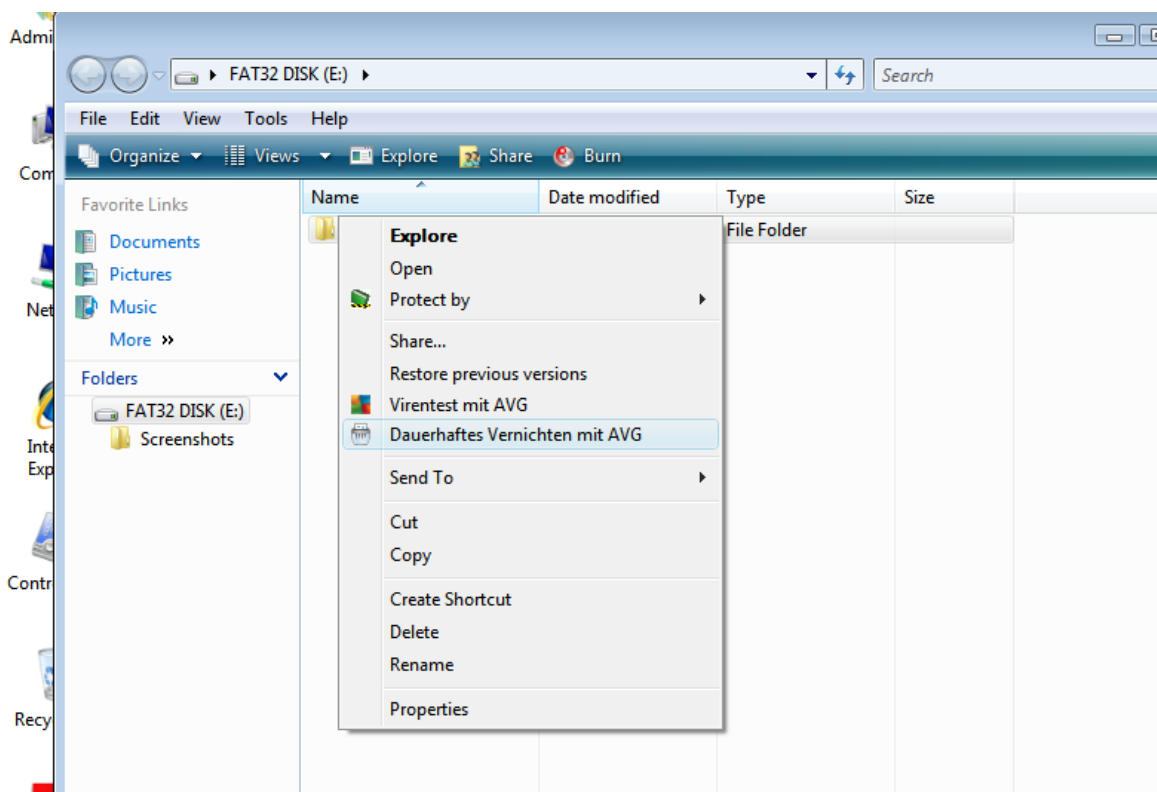 Admi
FAT32 DISK (E:)
Search
File Edit View Tools Help
Organize Views Explore Share Burn
Com
Favorite Links
Name Date modified Type Size
File Folder
Documents
Pictures
Music
More »
Net
Folders
FAT32 DISK (E:)
Screenshots
Inte
Exp
Contr
Recy
Explore
Open
Protect by
Share...
Restore previous versions
Virentest mit AVG
Dauerhaftes Vernichten mit AVG
Send To
Cut
Copy
Create Shortcut
Delete
Rename
Properties